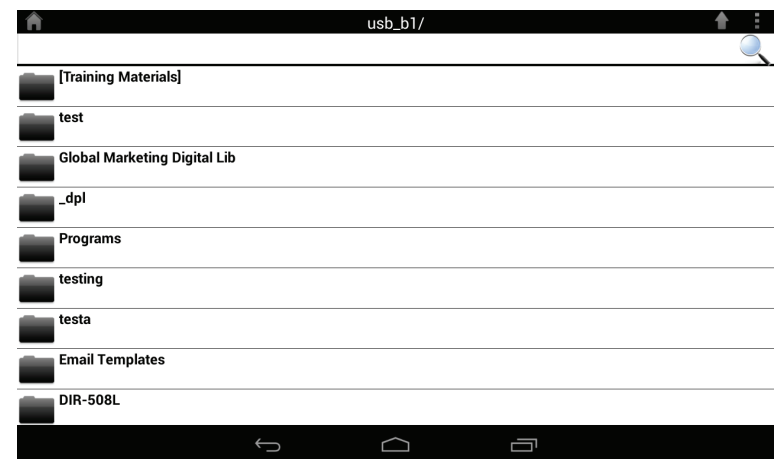 usb_b1/
[Training Materials]
test
Global Marketing Digital Lib
_dpl
Programs
testing
testa
Email Templates
DIR-508L